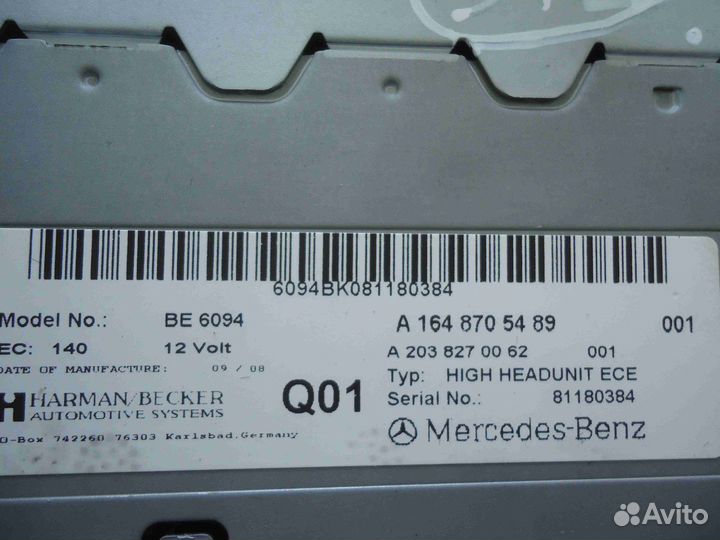 6094BK081180384
Model No.: BE 6094 A 164 870 54 89 001
EC: 140 12 Volt A 203 827 00 62 001
DATE OF MANUFACTURE: 09 / 08 Typ: HIGH HEADUNIT ECE
HARMAN/BECKER Q01 Serial No.: 81180384
AUTOMOTIVE SYSTEMS Mercedes-Benz
O-Box 742260 76303 Karlsbad,Germany
Avito